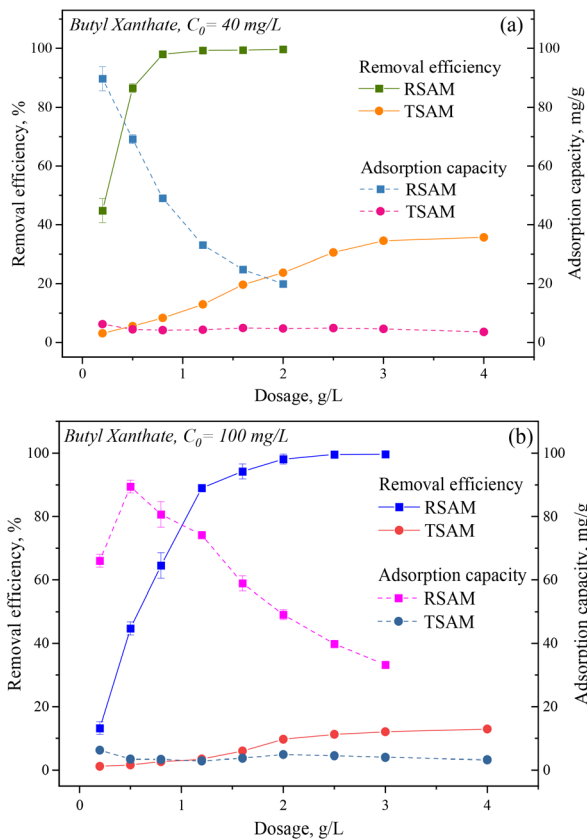 Butyl Xanthate, C0= 40 mg/L
(a)
100
80
60
40
20
0
Removal efficiency, %
Removal efficiency
RSAM
TSAM
Adsorption capacity
RSAM
TSAM
100
80
60
40
20
0
Adsorption capacity, mg/g
0 1 2 3 4
Dosage, g/L
Butyl Xanthate, C0= 100 mg/L
(b)
100
80
60
40
20
0
Removal efficiency, %
Removal efficiency
RSAM
TSAM
Adsorption capacity
RSAM
TSAM
100
80
60
40
20
0
Adsorption capacity, mg/g
0 1 2 3 4
Dosage, g/L